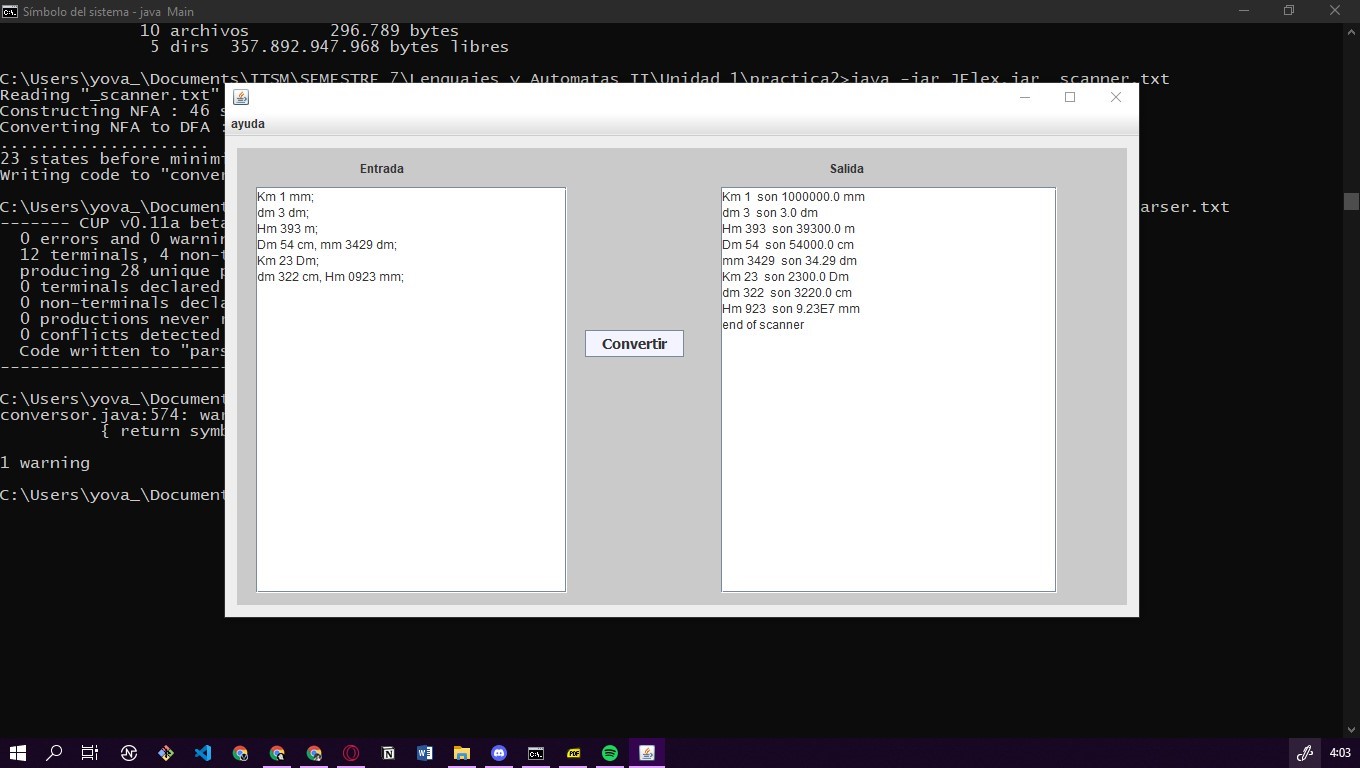 Símbolo del sistema - java Main
10 archivos 296.789 bytes
5 dirs 357.892.947.968 bytes libres
C:\Users\yova_\Documents\ITSM\SEMESTRE 7\Lenguajes y Automatas II\Unidad 1\practica2>java -jar JFlex.jar _scanner.txt
Reading "_scanner.txt"
Constructing NFA : 46 s
Converting NFA to DFA :
.....................
23 states before minimi
Writing code to "conver
C:\Users\yova_\Document
arser.txt
------- CUP v0.11a beta
0 errors and 0 warnin
12 terminals, 4 non-t
producing 28 unique p
0 terminals declared
0 non-terminals decla
0 productions never r
0 conflicts detected
Code written to "pars
-----------------------
C:\Users\yova_\Document
conversor.java:574: war
{ return symb
1 warning
C:\Users\yova_\Document
ayuda
Entrada
Km 1 mm;
dm 3 dm;
Hm 393 m;
Dm 54 cm, mm 3429 dm;
Km 23 Dm;
dm 322 cm, Hm 0923 mm;
Convertir
Salida
Km 1 son 1000000.0 mm
dm 3 son 3.0 dm
Hm 393 son 39300.0 m
Dm 54 son 54000.0 cm
mm 3429 son 34.29 dm
Km 23 son 2300.0 Dm
dm 322 son 3220.0 cm
Hm 923 son 9.23E7 mm
end of scanner
4:03